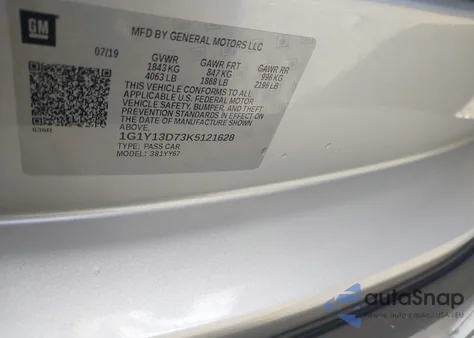 GM
MFD BY GENERAL MOTORS LLC
07/19
GVWR GAWR FRT GAWR RR
1843 KG 847 KG 996 KG
4063 LB 1868 LB 2196 LB
THIS VEHICLE CONFORMS TO ALL
APPLICABLE U.S. FEDERAL MOTOR
VEHICLE SAFETY, BUMPER, AND THEFT
PREVENTION STANDARDS IN EFFECT ON
THE DATE OF MANUFACTURE SHOWN
ABOVE.
1G1Y13D73K5121628
TYPE: PASS CAR
MODEL: 381YY67
autoSnap